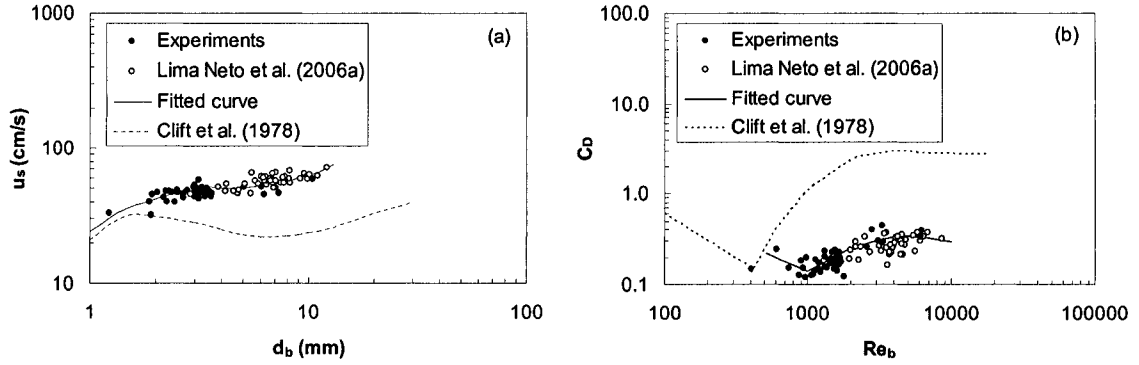 1000
100
10
1
10
100
u_s (cm/s)
d_b (mm)
(a)
Experiments
Lima Neto et al. (2006a)
Fitted curve
Clift et al. (1978)
100.0
10.0
1.0
0.1
100
1000
10000
100000
C_D
Re_b
(b)
Experiments
Lima Neto et al. (2006a)
Fitted curve
Clift et al. (1978)